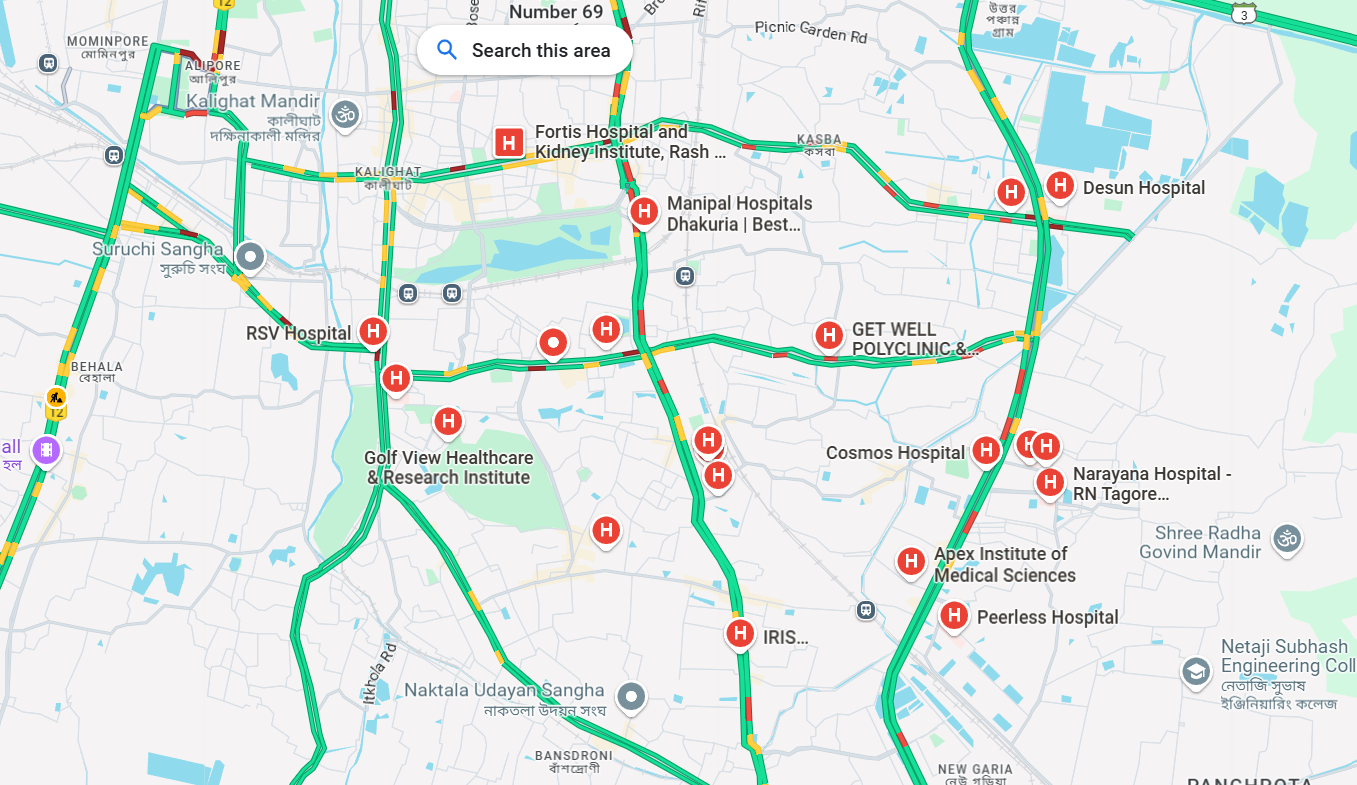 12
Number 69
Picnic Garden Rd
উত্তর
পঞ্চান্ন
গ্রাম
3
MOMINPORE
মোমিনপুর
Search this area
ALIPORE
আলিপুর
Kalighat Mandir
কালীঘাট
দক্ষিনাকালী মন্দির
H
Fortis Hospital and
Kidney Institute, Rash ...
KASBA
কসবা
KALIGHAT
কালীঘাট
H
H
Desun Hospital
H
Manipal Hospitals
Dhakuria | Best...
Suruchi Sangha
সুরুচি সংঘ
RSV Hospital
H
H
H
GET WELL
POLYCLINIC &...
BEHALA
বেহালা
H
12
H
all
হল
H
Golf View Healthcare
& Research Institute
Cosmos Hospital
H
H
H
H
H
Narayana Hospital -
RN Tagore...
H
Shree Radha
Govind Mandir
H
Apex Institute of
Medical Sciences
H
Peerless Hospital
H
IRIS...
Itkhola Rd
Netaji Subhash
Engineering Coll
নেতাজি সুভাষ
ইঞ্জিনিয়ারিং কলেজ
Naktala Udayan Sangha
নাকতলা উদয়ন সংঘ
BANSDRONI
বাঁশদ্রোণী
NEW GARIA
নিউ গড়িয়া
PANCHPOTA